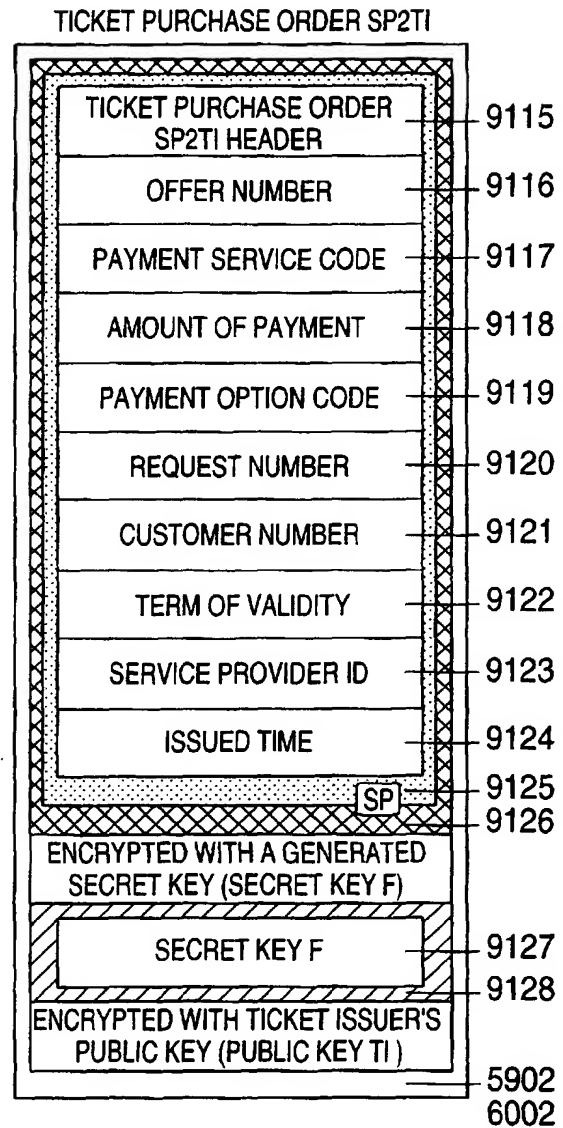 TICKET PURCHASE ORDER SP2TI
TICKET PURCHASE ORDER
SP2TI HEADER
9115
OFFER NUMBER
9116
PAYMENT SERVICE CODE
9117
AMOUNT OF PAYMENT
9118
PAYMENT OPTION CODE
9119
REQUEST NUMBER
9120
CUSTOMER NUMBER
9121
TERM OF VALIDITY
9122
SERVICE PROVIDER ID
9123
ISSUED TIME
9124
SP
9125
9126
ENCRYPTED WITH A GENERATED
SECRET KEY (SECRET KEY F)
SECRET KEY F
9127
9128
ENCRYPTED WITH TICKET ISSUER'S
PUBLIC KEY (PUBLIC KEY TI )
5902
6002